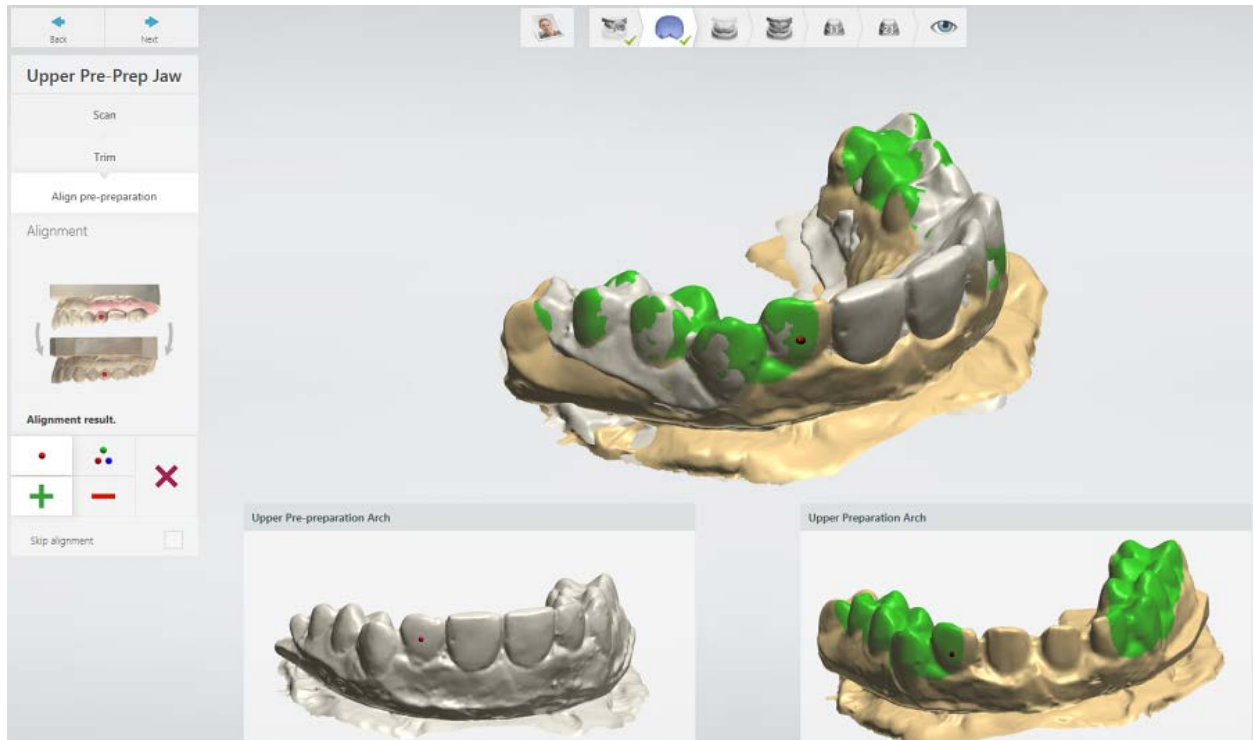 Back
Next
Upper Pre-Prep Jaw
Scan
Trim
Align pre-preparation
Alignment
Alignment result.
Skip alignment
Upper Pre-preparation Arch
Upper Preparation Arch